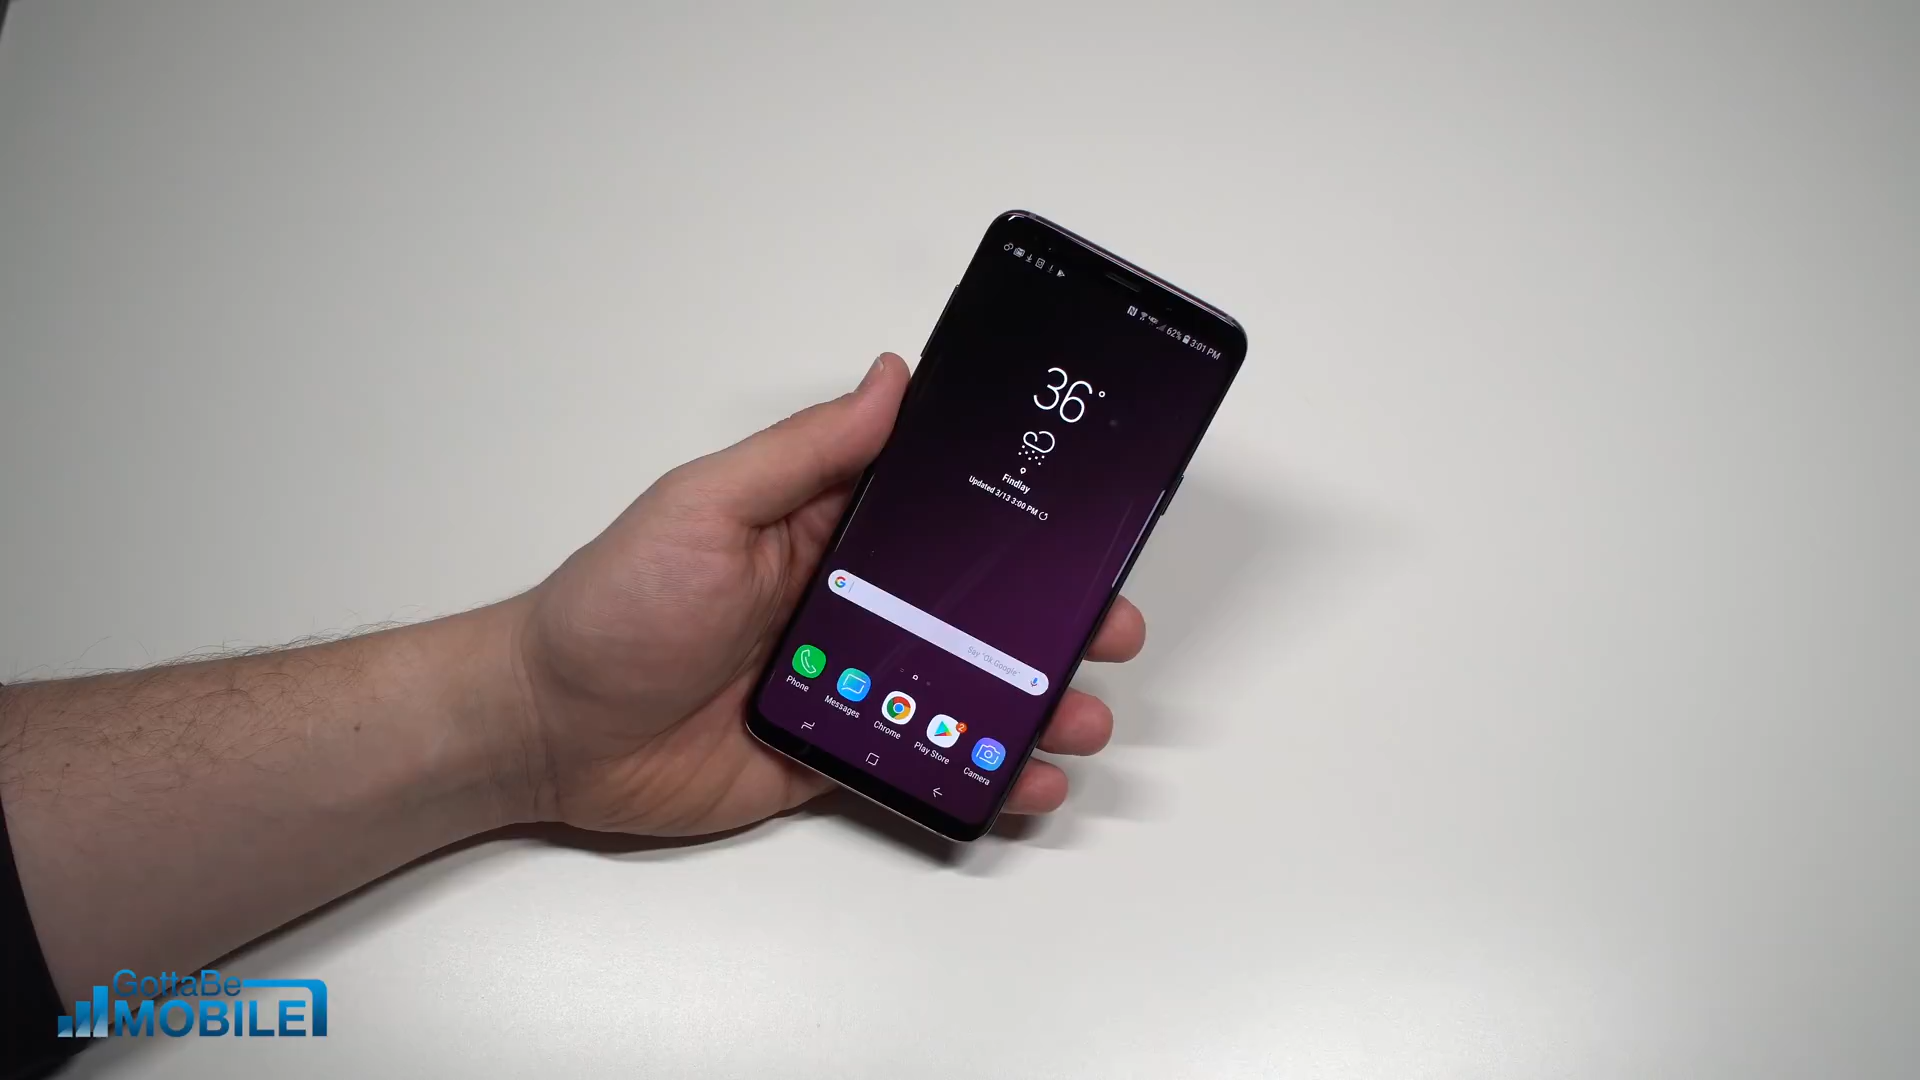 62% 3:01 PM
36°
Findlay
Updated 3/13 3:00 PM
G
Say "Ok Google"
Phone
Messages
Chrome
2
Play Store
Camera
GottaBe
MOBILE